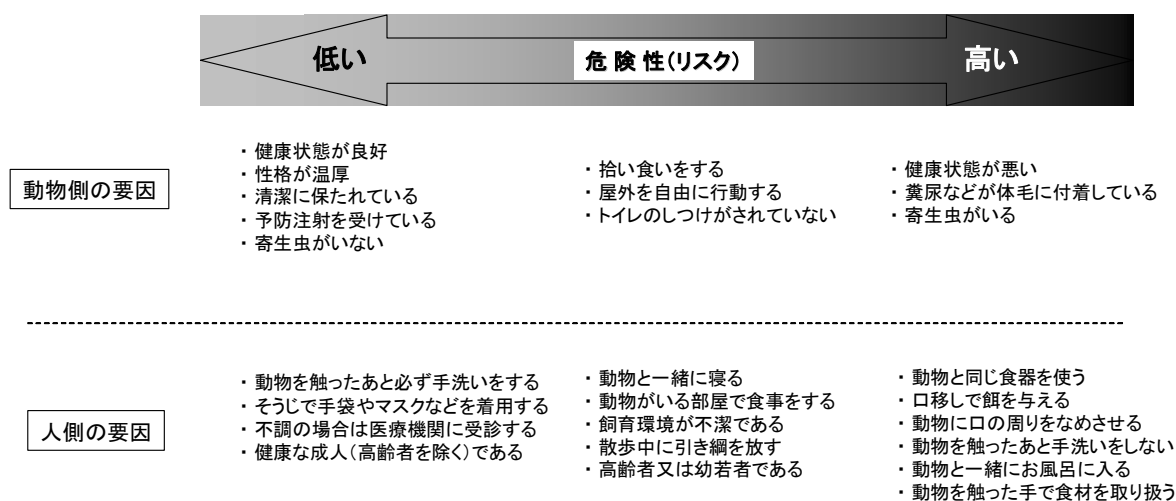 低い
危険性(リスク)
高い
動物側の要因
・健康状態が良好
・性格が温厚
・清潔に保たれている
・予防注射を受けている
・寄生虫がいない
・拾い食いをする
・屋外を自由に行動する
・トイレのしつけがされていない
・健康状態が悪い
・糞尿などが体毛に付着している
・寄生虫がいる
人側の要因
・動物を触ったあと必ず手洗いをする
・そうじで手袋やマスクなどを着用する
・不調の場合は医療機関に受診する
・健康な成人(高齢者を除く)である
・動物と一緒に寝る
・動物がいる部屋で食事をする
・飼育環境が不潔である
・散歩中に引き綱を放す
・高齢者又は幼若者である
・動物と同じ食器を使う
・口移しで餌を与える
・動物に口の周りをなめさせる
・動物を触ったあと手洗いをしない
・動物と一緒にお風呂に入る
・動物を触った手で食材を取り扱う